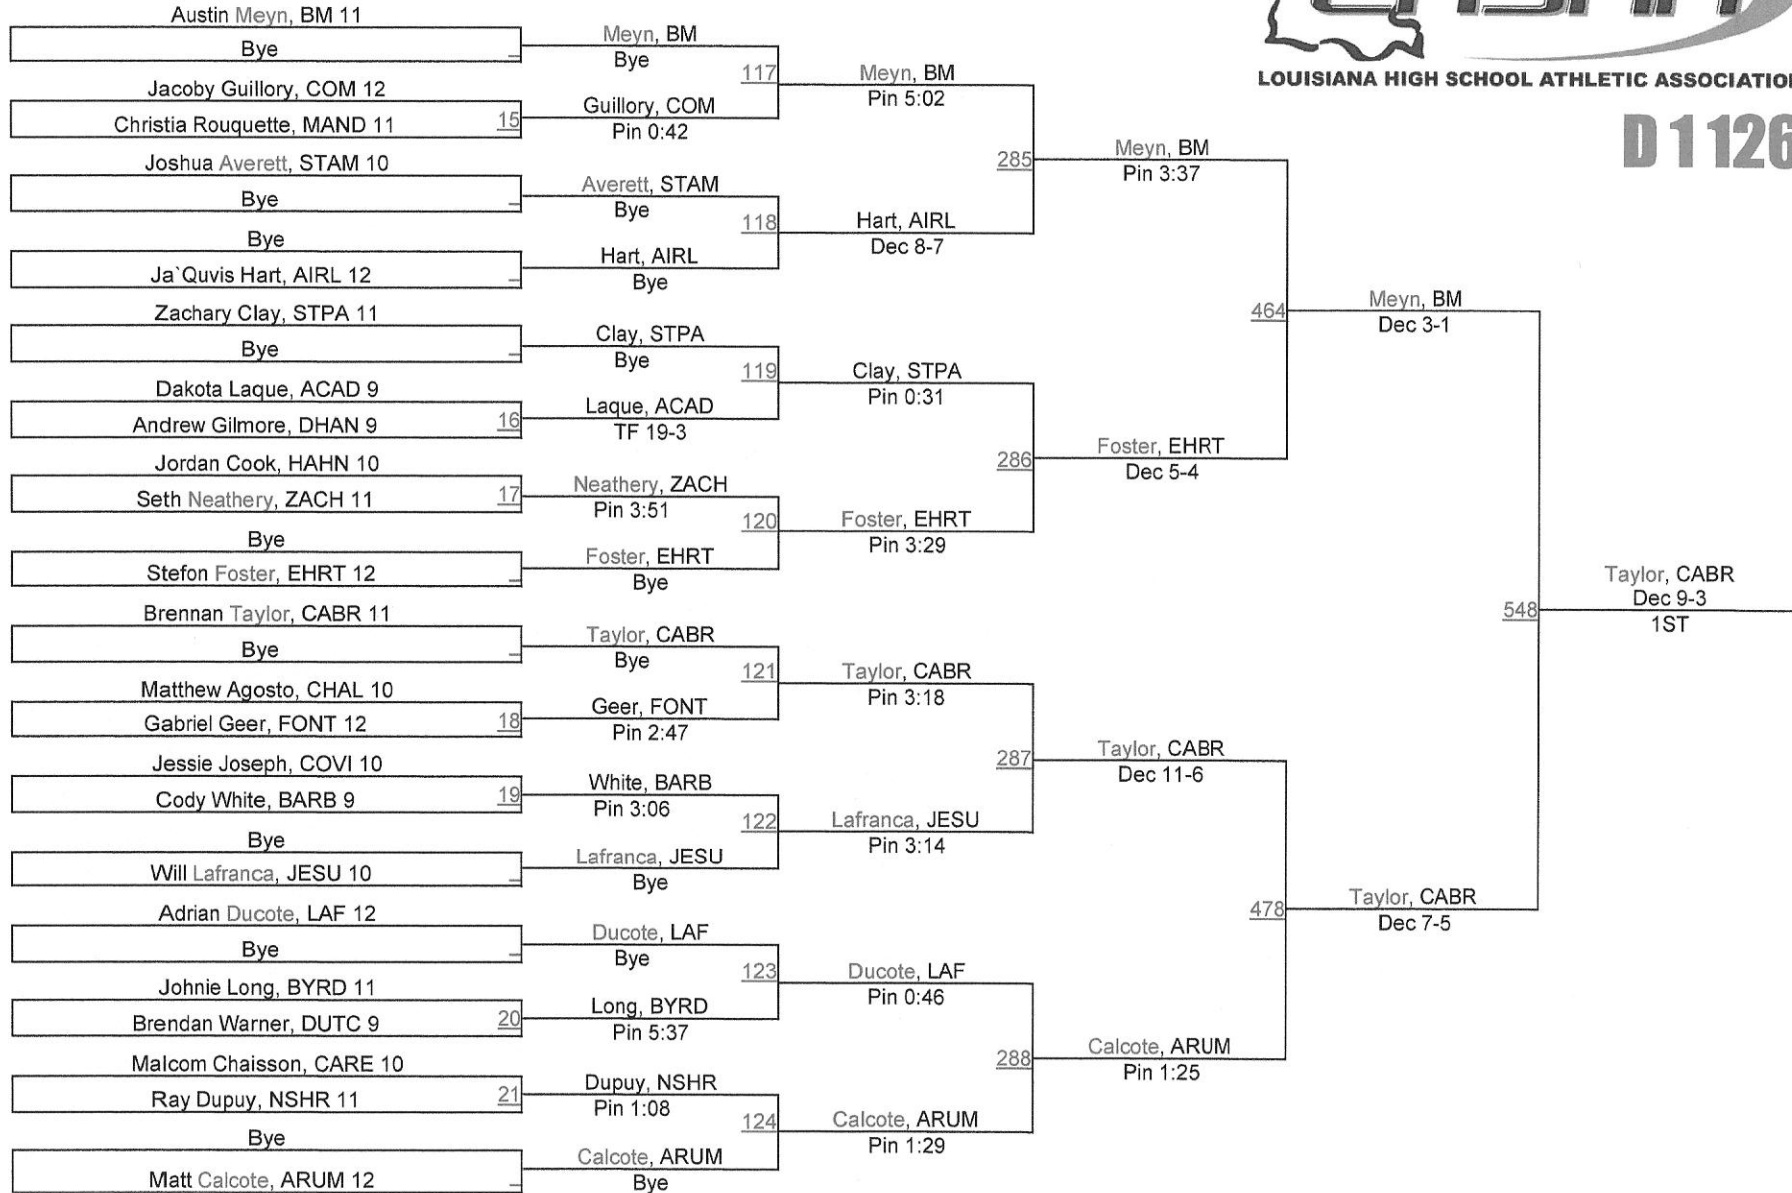 LHSAA
LOUISIANA HIGH SCHOOL ATHLETIC ASSOCIATION
D 1 126
Austin Meyn, BM 11
Bye
Jacoby Guillory, COM 12
Christia Rouquette, MAND 11 15
Joshua Averett, STAM 10
Bye
Bye
Ja`Quvis Hart, AIRL 12
Zachary Clay, STPA 11
Bye
Dakota Laque, ACAD 9
Andrew Gilmore, DHAN 9 16
Jordan Cook, HAHN 10
Seth Neathery, ZACH 11 17
Bye
Stefon Foster, EHRT 12
Brennan Taylor, CABR 11
Bye
Matthew Agosto, CHAL 10
Gabriel Geer, FONT 12 18
Jessie Joseph, COVI 10
Cody White, BARB 9 19
Bye
Will Lafranca, JESU 10
Adrian Ducote, LAF 12
Bye
Johnie Long, BYRD 11
Brendan Warner, DUTC 9 20
Malcom Chaisson, CARE 10
Ray Dupuy, NSHR 11 21
Bye
Matt Calcote, ARUM 12
Meyn, BM
Bye
117
Guillory, COM
Pin 0:42
Averett, STAM
Bye
118
Hart, AIRL
Bye
Clay, STPA
Bye
119
Laque, ACAD
TF 19-3
Neathery, ZACH
Pin 3:51
120
Foster, EHRT
Bye
Taylor, CABR
Bye
121
Geer, FONT
Pin 2:47
White, BARB
Pin 3:06
122
Lafranca, JESU
Bye
Ducote, LAF
Bye
123
Long, BYRD
Pin 5:37
Dupuy, NSHR
Pin 1:08
124
Calcote, ARUM
Bye
Meyn, BM
Pin 5:02
285
Hart, AIRL
Dec 8-7
Clay, STPA
Pin 0:31
286
Foster, EHRT
Pin 3:29
Taylor, CABR
Pin 3:18
287
Lafranca, JESU
Pin 3:14
Ducote, LAF
Pin 0:46
288
Calcote, ARUM
Pin 1:29
Meyn, BM
Pin 3:37
464
Foster, EHRT
Dec 5-4
Taylor, CABR
Dec 11-6
478
Calcote, ARUM
Pin 1:25
Meyn, BM
Dec 3-1
548
Taylor, CABR
Dec 7-5
Taylor, CABR
Dec 9-3
1ST